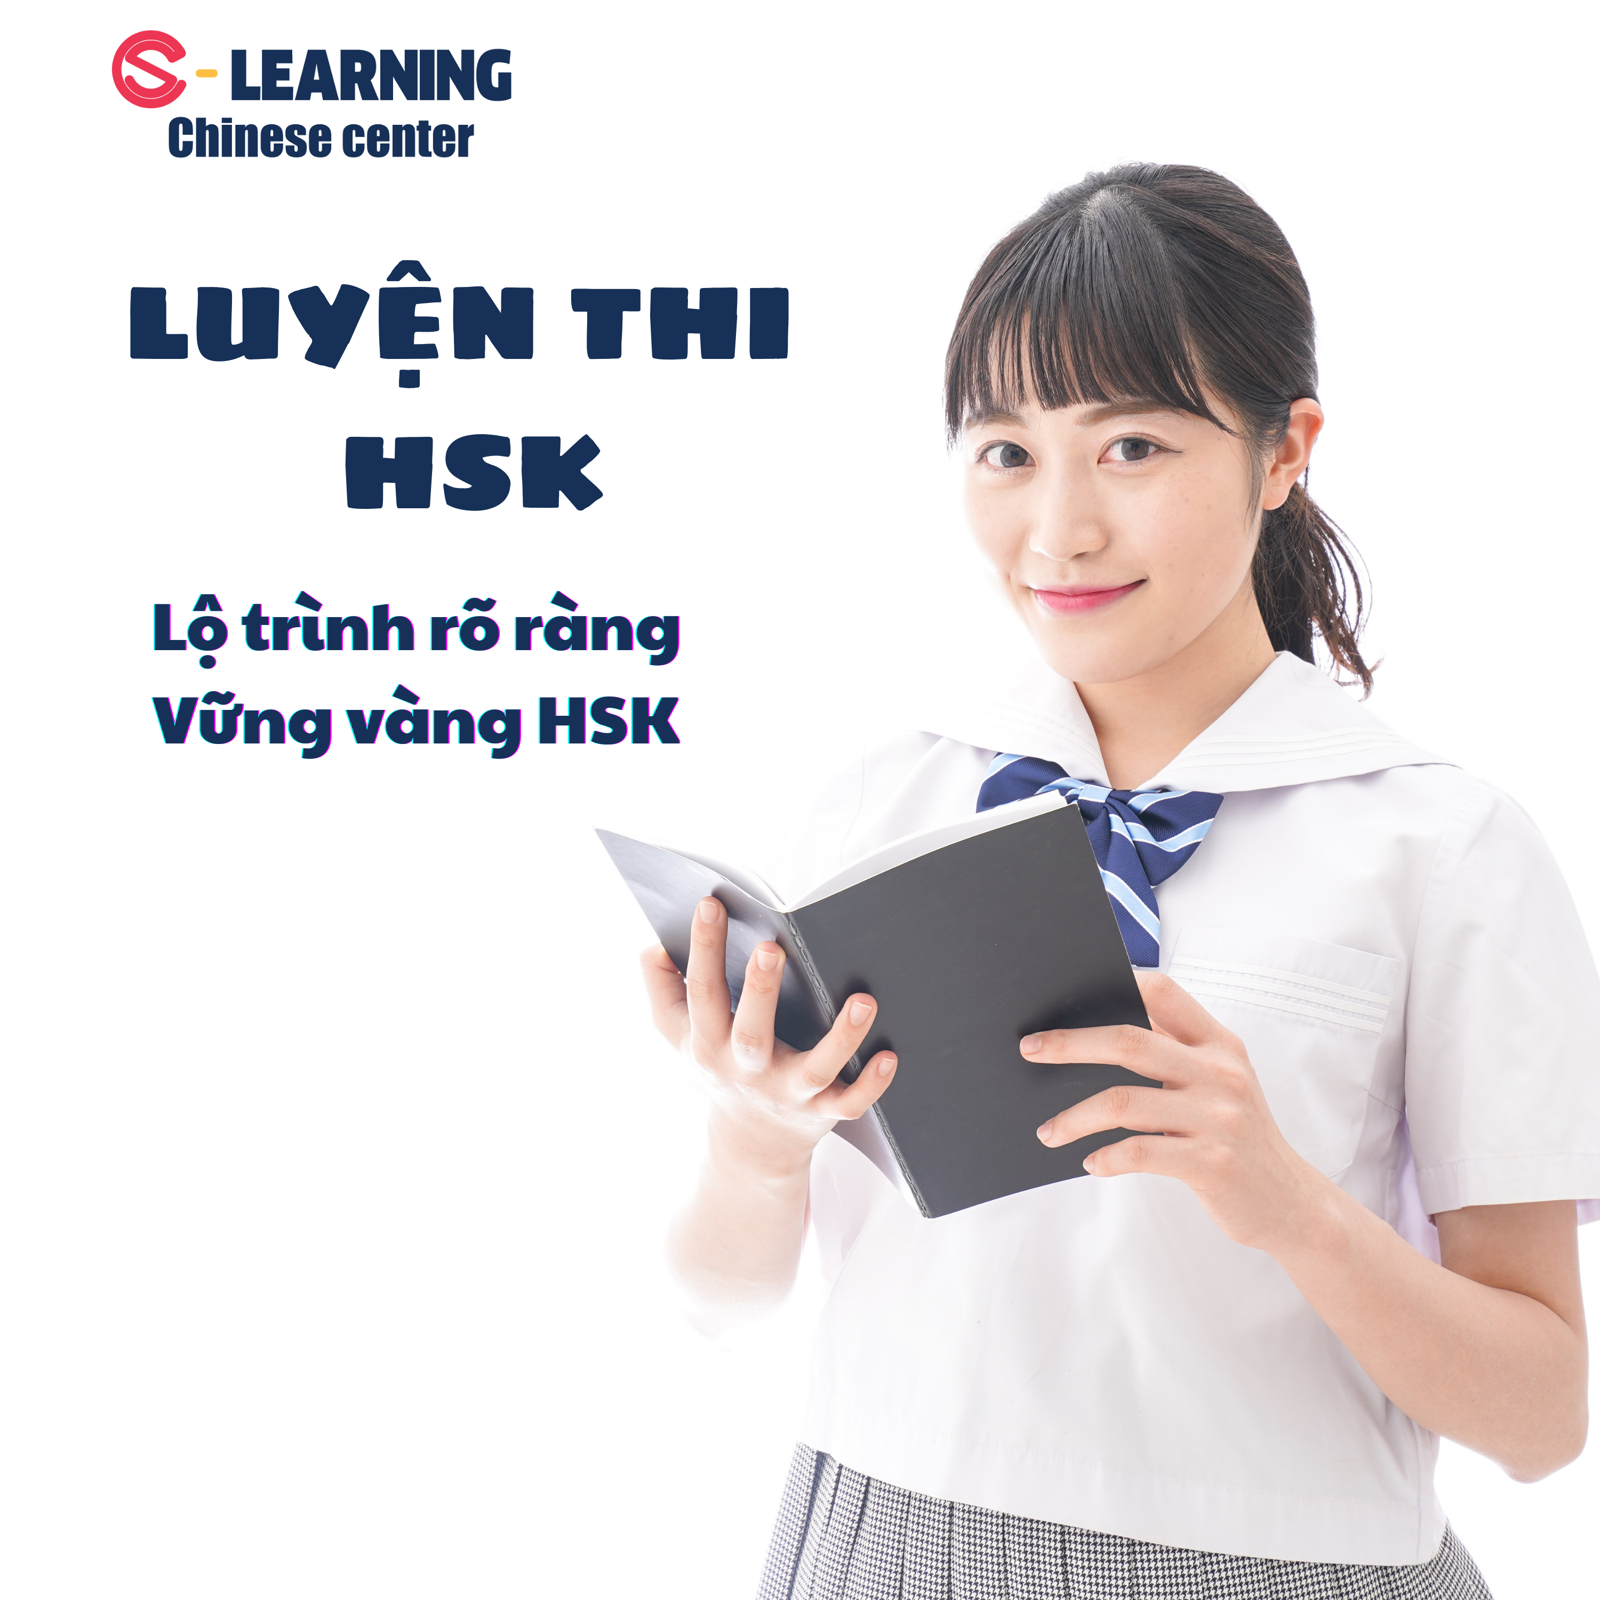 S - LEARNING
Chinese center
LUYỆN THI
HSK
Lộ trình rõ ràng
Vững vàng HSK